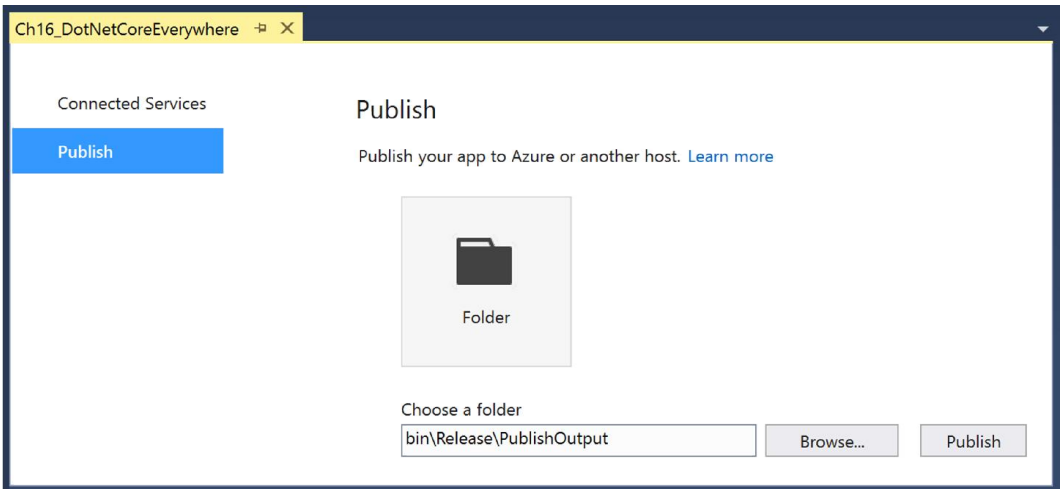 Ch16_DotNetCoreEverywhere
Connected Services
Publish
Publish
Publish your app to Azure or another host. Learn more
Folder
Choose a folder
bin\Release\PublishOutput
Browse...
Publish